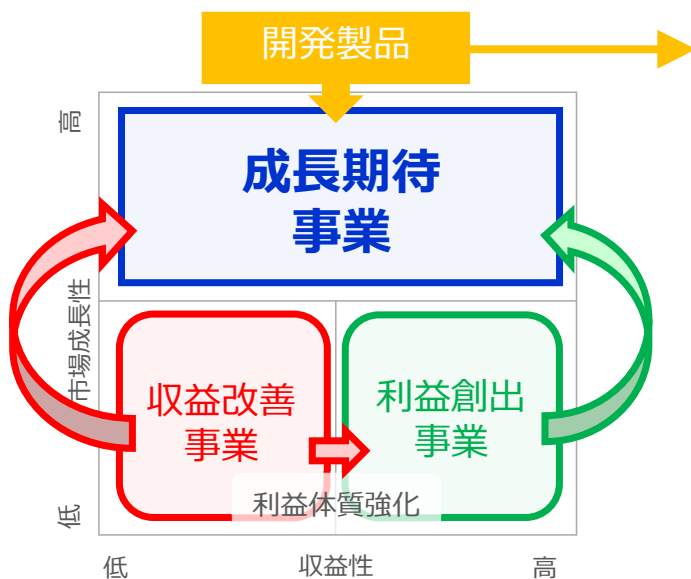 開発製品
高
成長期待
事業
市場成長性
収益改善
事業
利益創出
事業
利益体質強化
低
低
収益性
高